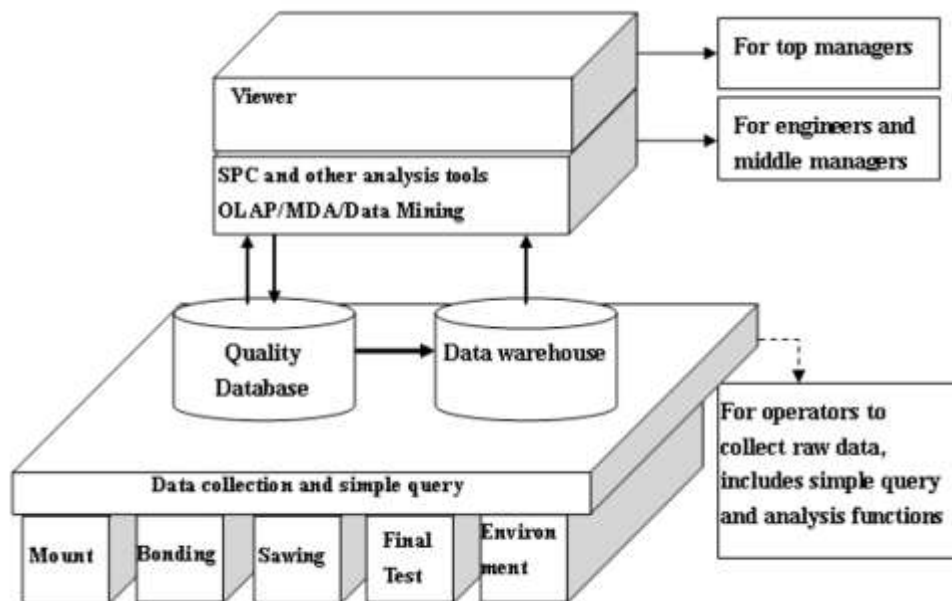 Viewer
SPC and other analysis tools
OLAP/MDA/Data Mining
For top managers
For engineers and
middle managers
Quality
Database
Data warehouse
For operators to
collect raw data,
includes simple query
and analysis functions
Data collection and simple query
Mount
Bonding
Sawing
Final
Test
Environ
ment